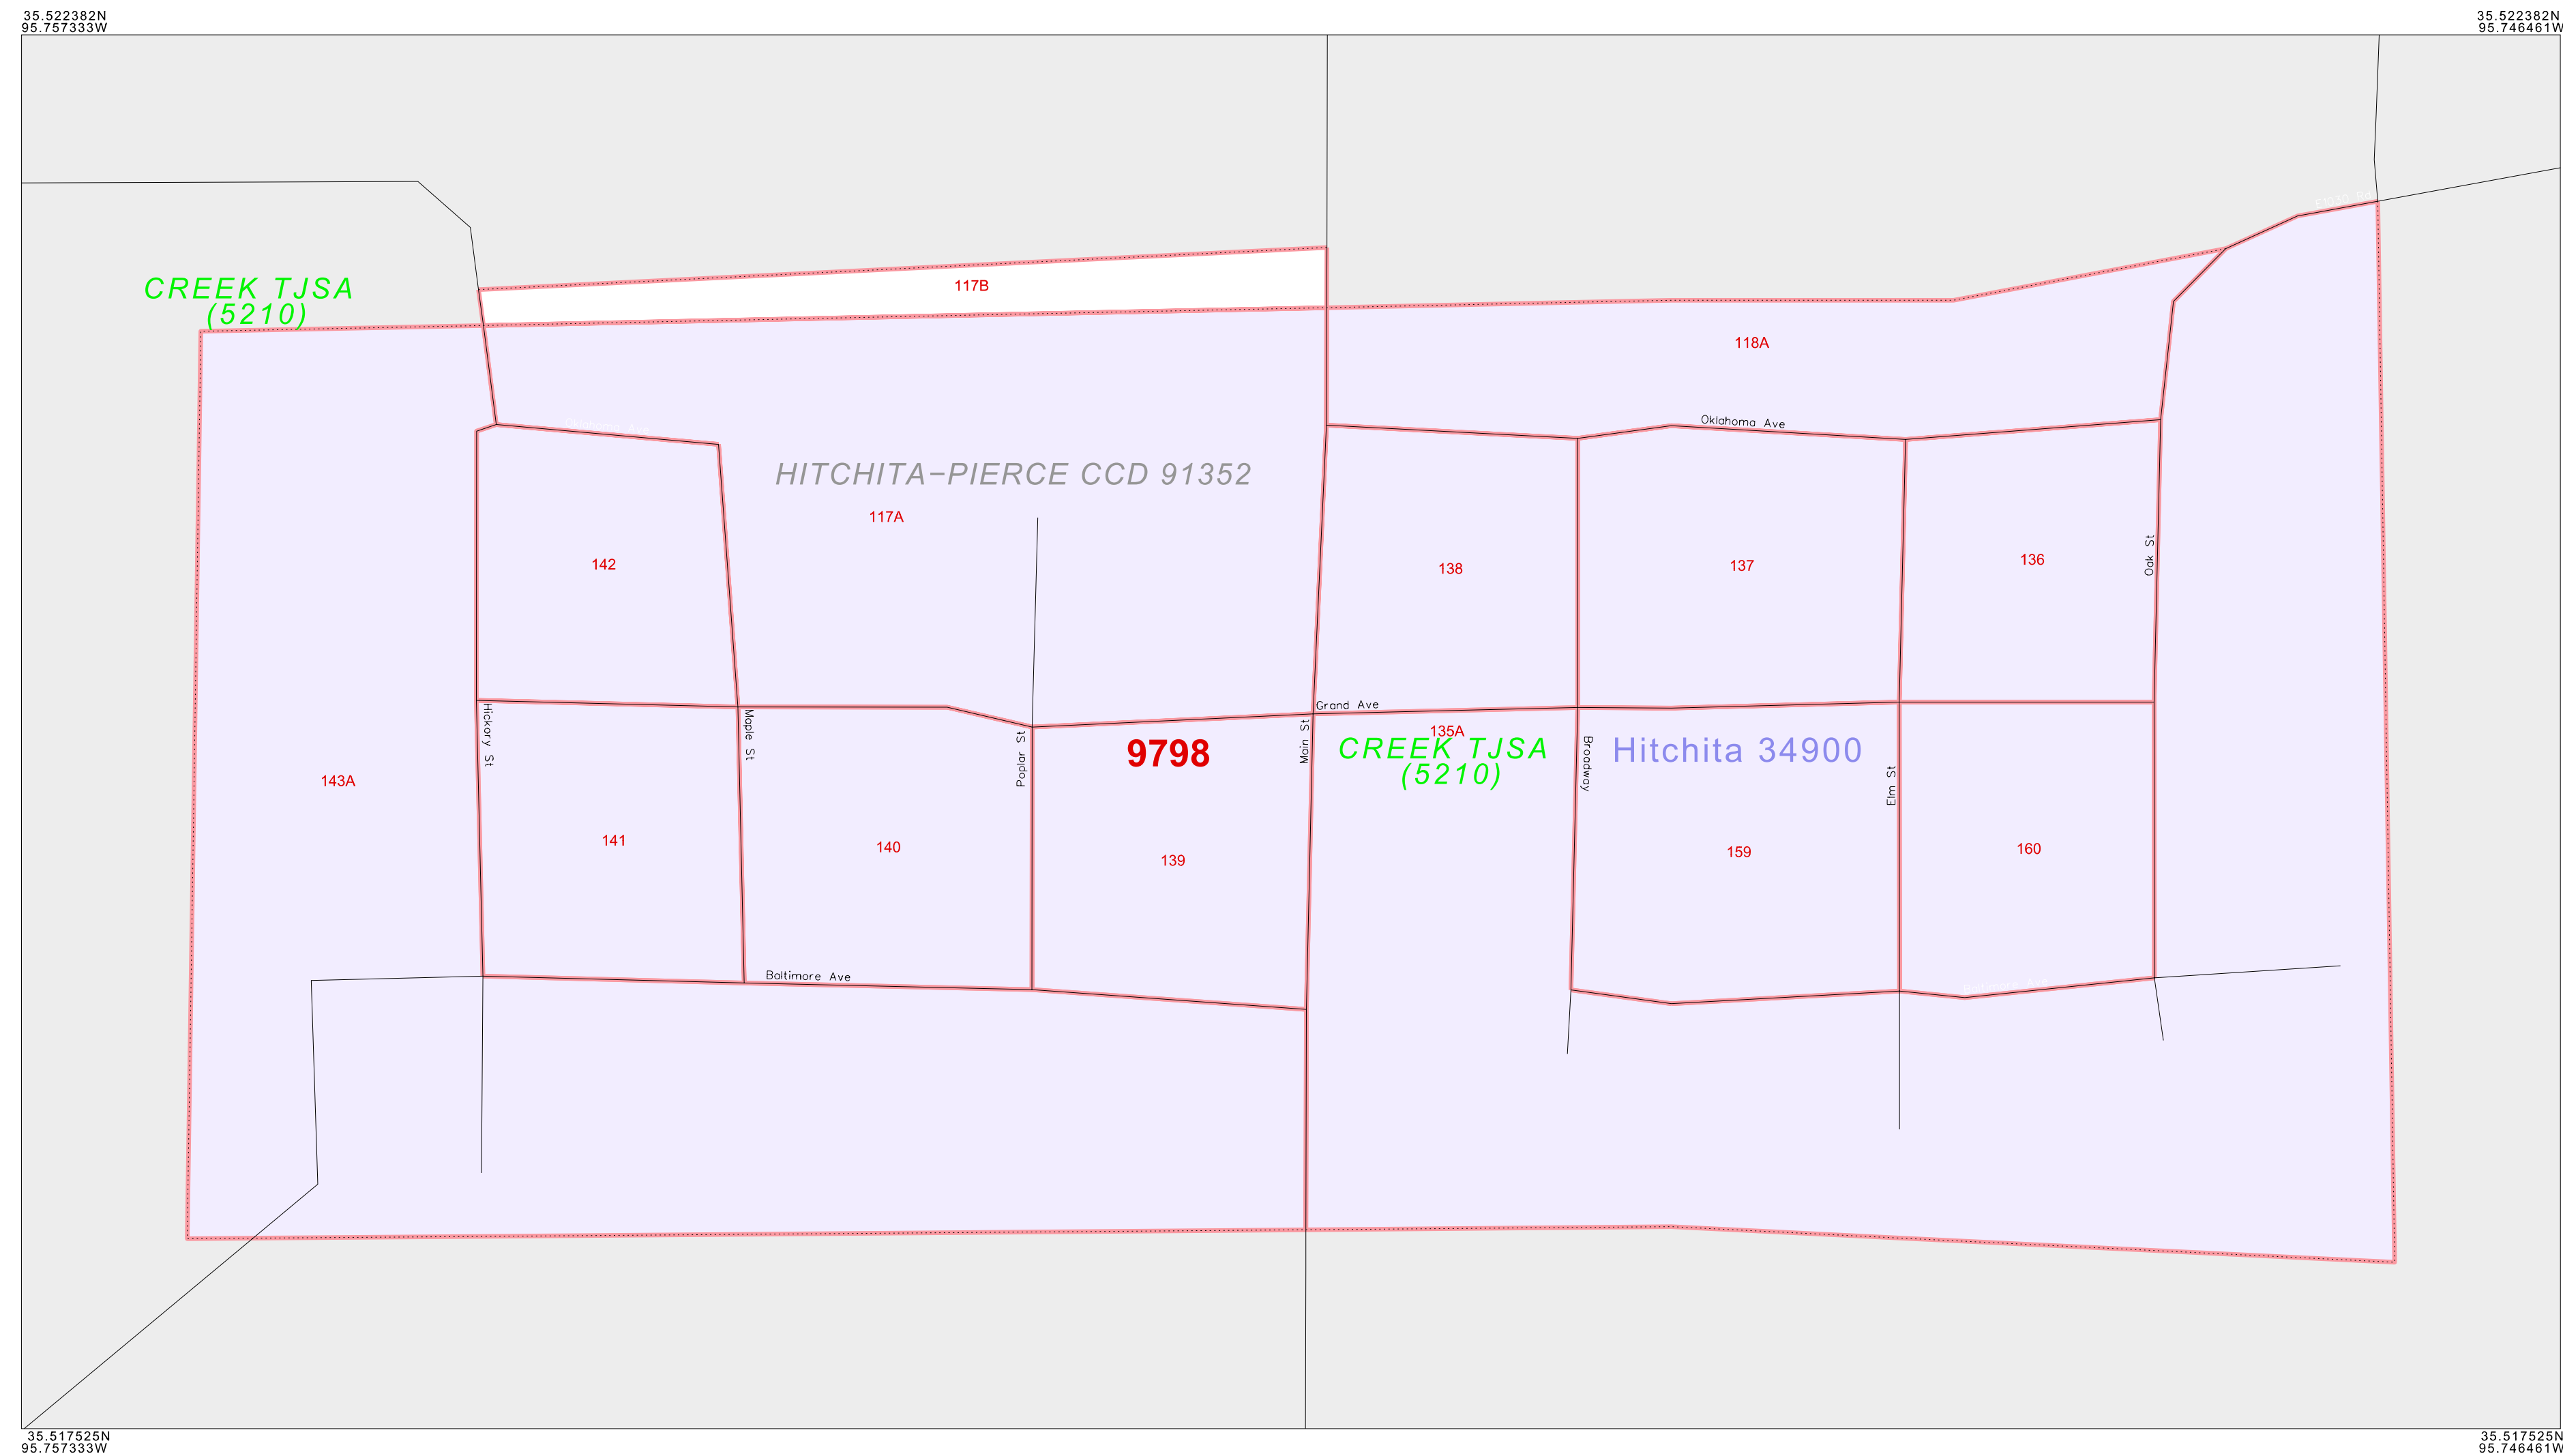 35.522382N
95.757333W
35.522382N
95.746461W
CREEK TJSA
(5210)
117B
118A
Oklahoma Ave
HITCHITA-PIERCE CCD 91352
117A
142
138
137
136
Oak St
Grand Ave
Hickory St
Maple St
Poplar St
Main St
9798
135A
CREEK TJSA
(5210)
Broadway
Hitchita 34900
Elm St
143A
141
140
139
159
160
Baltimore Ave
35.517525N
95.757333W
35.517525N
95.746461W